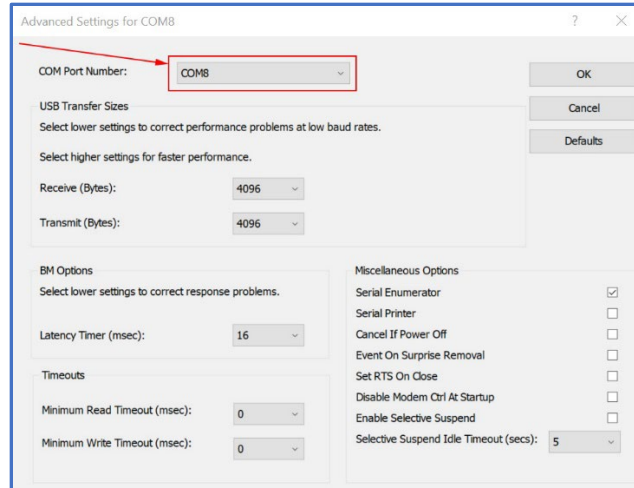 Advanced Settings for COM8
COM Port Number: COM8
OK
USB Transfer Sizes
Cancel
Select lower settings to correct performance problems at low baud rates.
Defaults
Select higher settings for faster performance.
Receive (Bytes): 4096
Transmit (Bytes): 4096
BM Options
Select lower settings to correct response problems.
Latency Timer (msec): 16
Timeouts
Minimum Read Timeout (msec): 0
Minimum Write Timeout (msec): 0
Miscellaneous Options
Serial Enumerator
Serial Printer
Cancel If Power Off
Event On Surprise Removal
Set RTS On Close
Disable Modem Ctrl At Startup
Enable Selective Suspend
Selective Suspend Idle Timeout (secs): 5